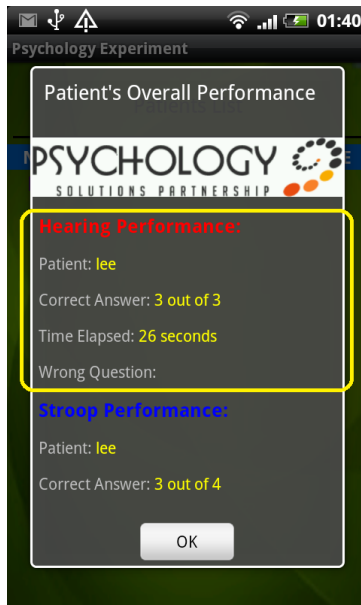 01:40
Psychology Experiment
Patient's Overall Performance
PSYCHOLOGY
SOLUTIONS PARTNERSHIP
Hearing Performance:
Patient: lee
Correct Answer: 3 out of 3
Time Elapsed: 26 seconds
Wrong Question:
Stroop Performance:
Patient: lee
Correct Answer: 3 out of 4
OK